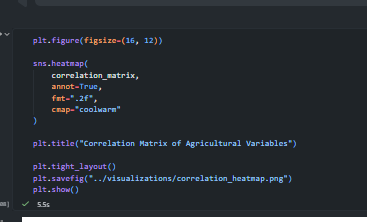 plt.figure(figsize=(16, 12))
sns.heatmap(
correlation_matrix,
annot=True,
fmt=".2f",
cmap="coolwarm"
)
plt.title("Correlation Matrix of Agricultural Variables")
plt.tight_layout()
plt.savefig("../visualizations/correlation_heatmap.png")
plt.show()
5.5s